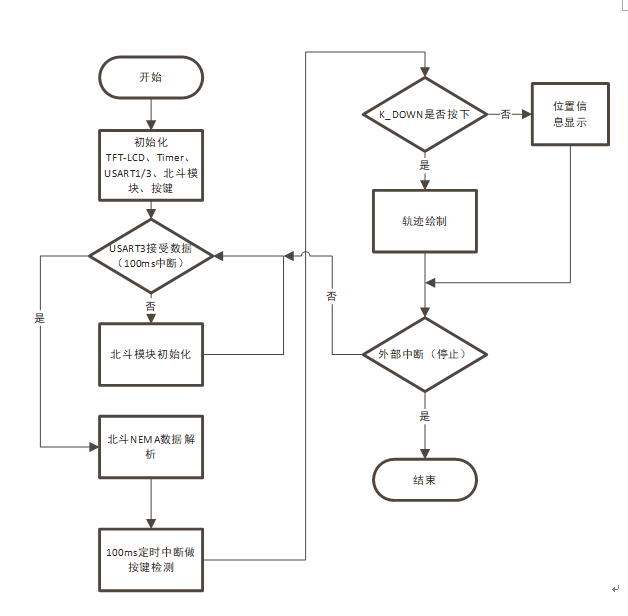 开始
初始化
TFT-LCD、Timer、
USART1/3、北斗模
块、按键
USART3接受数据
（100ms中断）
是
否
北斗模块初始化
北斗NEMA数据解
析
100ms定时中断做
按键检测
K_DOWN是否按下
否
位置信
息显示
是
轨迹绘制
外部中断（停止）
否
是
结束